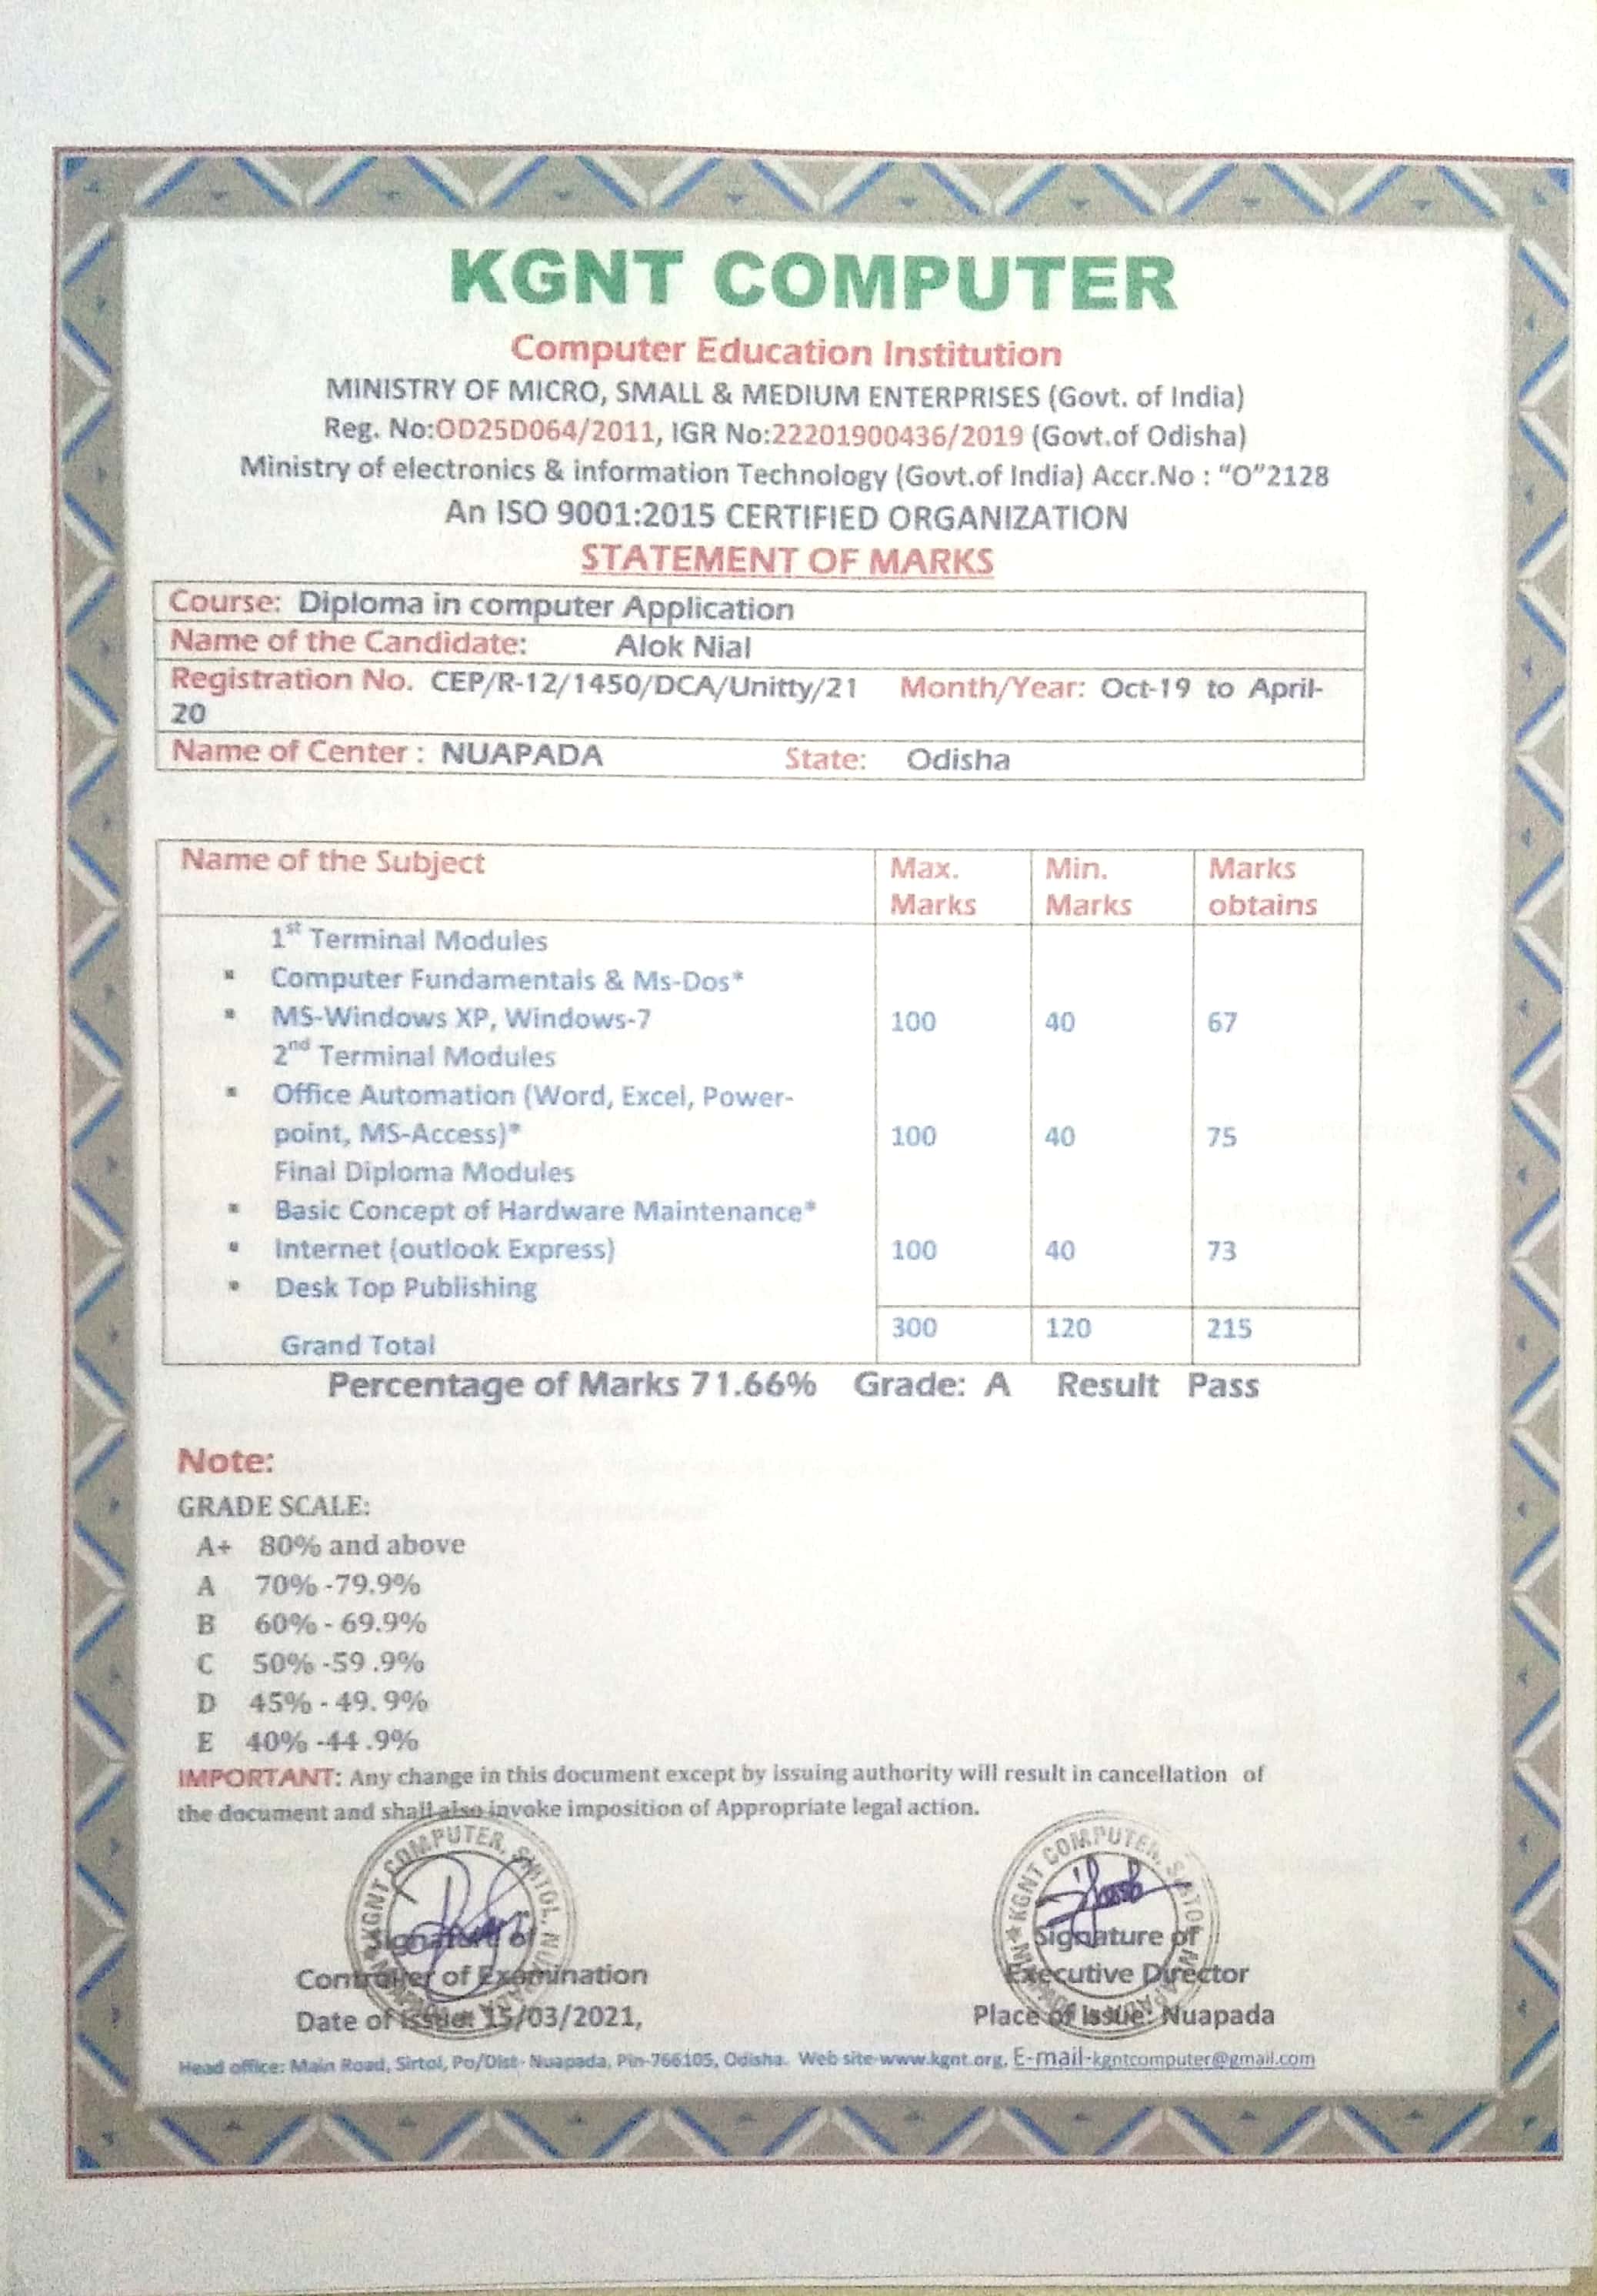 KGNT COMPUTER
Computer Education Institution
MINISTRY OF MICRO, SMALL & MEDIUM ENTERPRISES (Govt. of India)
Reg. No:OD25D064/2011, IGR No:22201900436/2019 (Govt.of Odisha)
Ministry of electronics & information Technology (Govt.of India) Accr.No : "O"2128
An ISO 9001:2015 CERTIFIED ORGANIZATION
STATEMENT OF MARKS
Course: Diploma in computer Application
Name of the Candidate: Alok Nial
Registration No. CEP/R-12/1450/DCA/Unitty/21 Month/Year: Oct-19 to April-
20
Name of Center : NUAPADA State: Odisha
Name of the Subject Max. Marks Min. Marks Marks obtains
1st Terminal Modules
▪ Computer Fundamentals & Ms-Dos*
▪ MS-Windows XP, Windows-7 100 40 67
2nd Terminal Modules
▪ Office Automation (Word, Excel, Power-
point, MS-Access)* 100 40 75
Final Diploma Modules
▪ Basic Concept of Hardware Maintenance*
▪ Internet (outlook Express) 100 40 73
▪ Desk Top Publishing
Grand Total 300 120 215
Percentage of Marks 71.66% Grade: A Result Pass
Note:
GRADE SCALE:
A+ 80% and above
A 70% -79.9%
B 60% - 69.9%
C 50% -59 .9%
D 45% - 49. 9%
E 40% -44 .9%
IMPORTANT: Any change in this document except by issuing authority will result in cancellation of
the document and shall also invoke imposition of Appropriate legal action.
KGNT COMPUTER, SIRTOL, NUAPADA
KGNT COMPUTER, SIRTOL, NUAPADA
Signature of Signature of
Controller of Examination Executive Director
Date of issue: 15/03/2021, Place of Issue: Nuapada
Head office: Main Road, Sirtol, Po/Dist- Nuapada, Pin-766105, Odisha. Web site-www.kgnt.org, E-mail-kgntcomputer@gmail.com